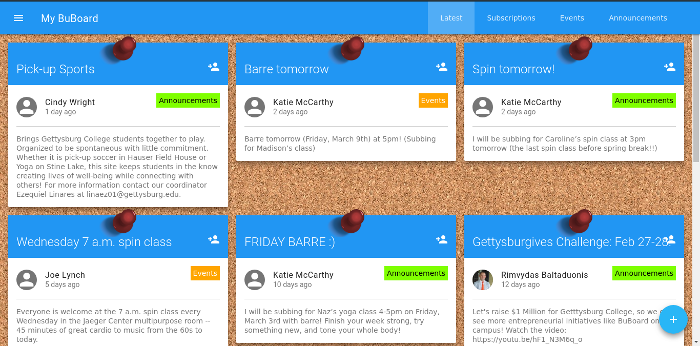 My BuBoard
Latest
Subscriptions
Events
Announcements
Pick-up Sports
Cindy Wright
1 day ago
Announcements
Brings Gettysburg College students together to play.
Organized to be spontaneous with little commitment.
Whether it is pick-up soccer in Hauser Field House or
Yoga on Stine Lake, this site keeps students in the know
creating lives of well-being while connecting with
others! For more information contact our coordinator
Ezequiel Linares at linaez01@gettysburg.edu.
Barre tomorrow
Katie McCarthy
2 days ago
Events
Barre tomorrow (Friday, March 9th) at 5pm! (Subbing
for Madison's class)
Spin tomorrow!
Katie McCarthy
2 days ago
Announcements
I will be subbing for Caroline's spin class at 3pm
tomorrow (the last spin class before spring break!!)
Wednesday 7 a.m. spin class
Joe Lynch
5 days ago
Events
Everyone is welcome at the 7 a.m. spin class every
Wednesday in the Jaeger Center multipurpose room --
45 minutes of great cardio to music from the 60s to
today.
FRIDAY BARRE :)
Katie McCarthy
10 days ago
Announcements
I will be subbing for Naz's yoga class 4-5pm on Friday,
March 3rd with barre! Finish your week strong, try
something new, and tone your whole body!
Gettysburgives Challenge: Feb 27-28
Rimvydas Baltaduonis
12 days ago
Announcements
Let's raise $1 Million for Getttysburg College, so we
see more entrepreneurial initiatives like BuBoard on
campus! Watch the video:
https://youtu.be/hF1_N3M6q_o